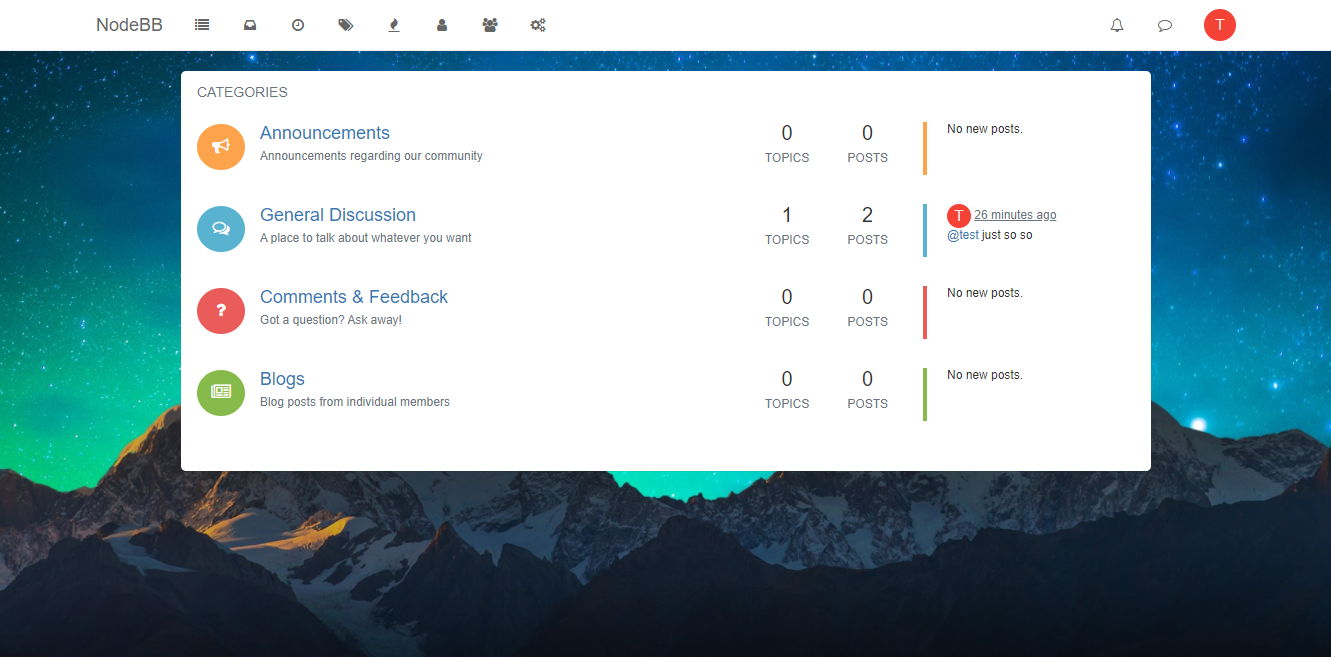 NodeBB
T
CATEGORIES
Announcements
Announcements regarding our community
0
TOPICS
0
POSTS
No new posts.
General Discussion
A place to talk about whatever you want
1
TOPICS
2
POSTS
T 26 minutes ago
@test just so so
Comments & Feedback
Got a question? Ask away!
0
TOPICS
0
POSTS
No new posts.
Blogs
Blog posts from individual members
0
TOPICS
0
POSTS
No new posts.